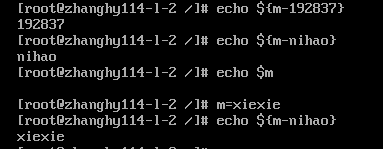 [root@zhanghy114-l-2 /]# echo ${m-192837}
192837
[root@zhanghy114-l-2 /]# echo ${m-nihao}
nihao
[root@zhanghy114-l-2 /]# echo $m

[root@zhanghy114-l-2 /]# m=xiexie
[root@zhanghy114-l-2 /]# echo ${m-nihao}
xiexie